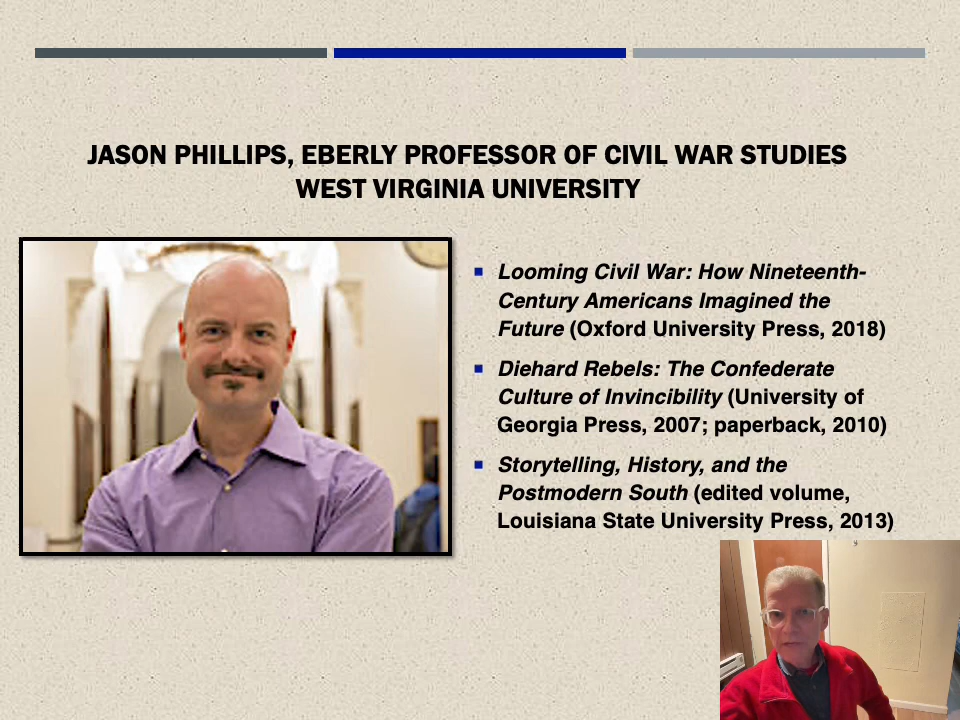 JASON PHILLIPS, EBERLY PROFESSOR OF CIVIL WAR STUDIES
WEST VIRGINIA UNIVERSITY
Looming Civil War: How Nineteenth-
Century Americans Imagined the
Future (Oxford University Press, 2018)
Diehard Rebels: The Confederate
Culture of Invincibility (University of
Georgia Press, 2007; paperback, 2010)
Storytelling, History, and the
Postmodern South (edited volume,
Louisiana State University Press, 2013)